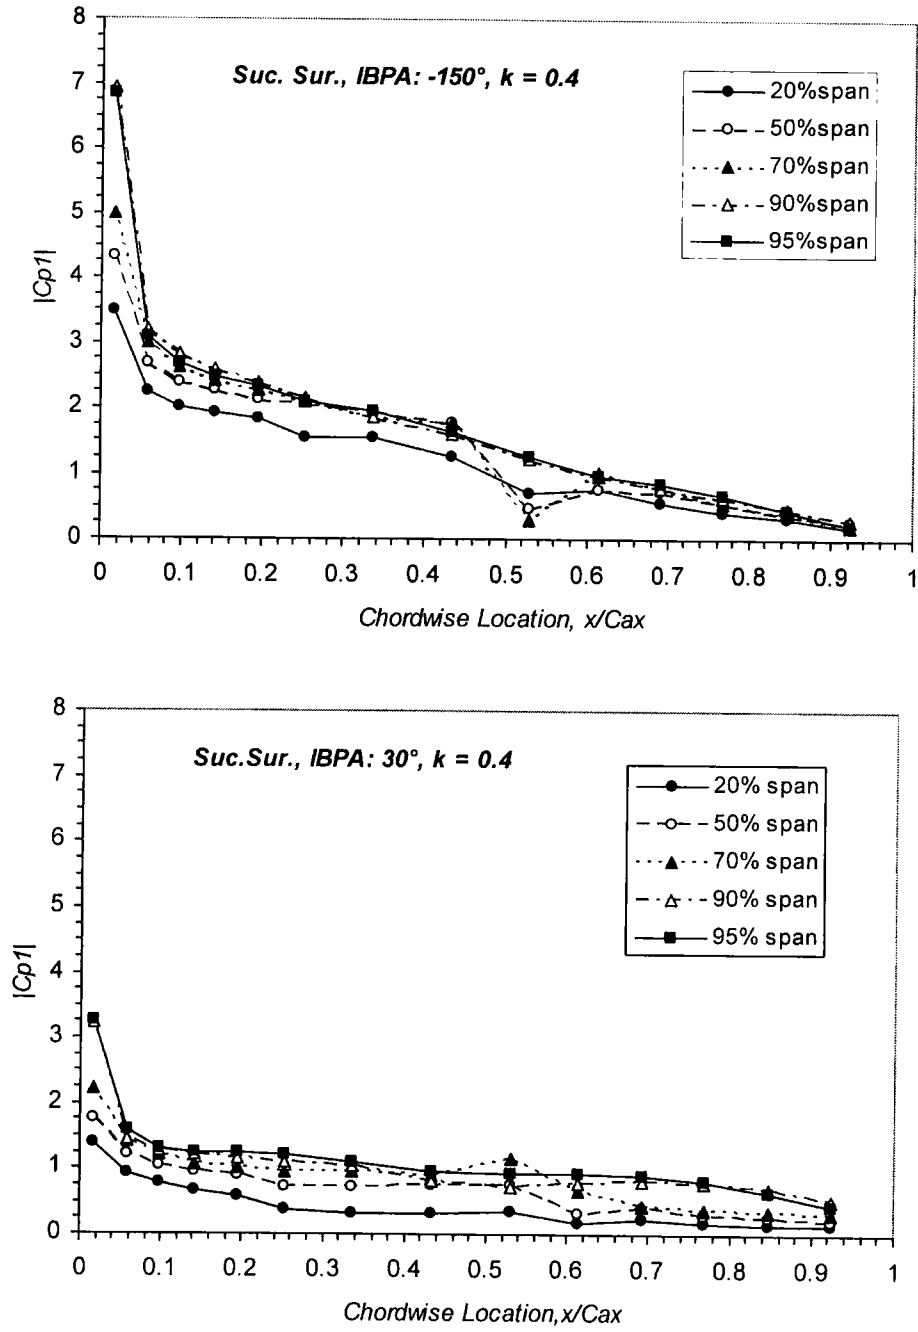 8
7
6
5
4
3
2
1
0
|Cp1|
Suc. Sur., IBPA: -150°, k = 0.4
20%span
50%span
70%span
90%span
95%span
0 0.1 0.2 0.3 0.4 0.5 0.6 0.7 0.8 0.9 1
Chordwise Location, x/Cax
8
7
6
5
4
3
2
1
0
|Cp1|
Suc.Sur., IBPA: 30°, k = 0.4
20% span
50% span
70% span
90% span
95% span
0 0.1 0.2 0.3 0.4 0.5 0.6 0.7 0.8 0.9 1
Chordwise Location,x/Cax